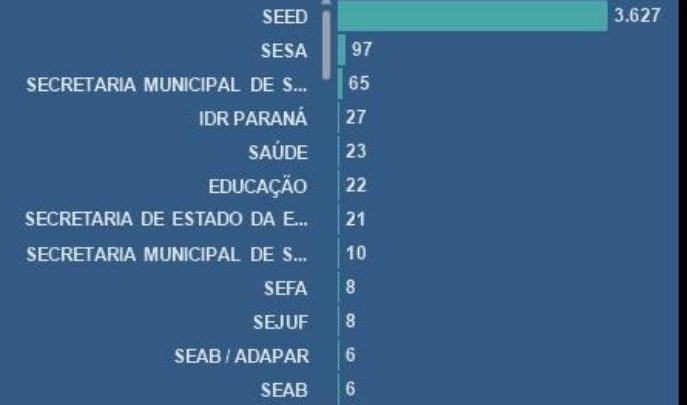 SEED 3.627
SESA 97
SECRETARIA MUNICIPAL DE S... 65
IDR PARANÁ 27
SAÚDE 23
EDUCAÇÃO 22
SECRETARIA DE ESTADO DA E... 21
SECRETARIA MUNICIPAL DE S... 10
SEFA 8
SEJUF 8
SEAB / ADAPAR 6
SEAB 6